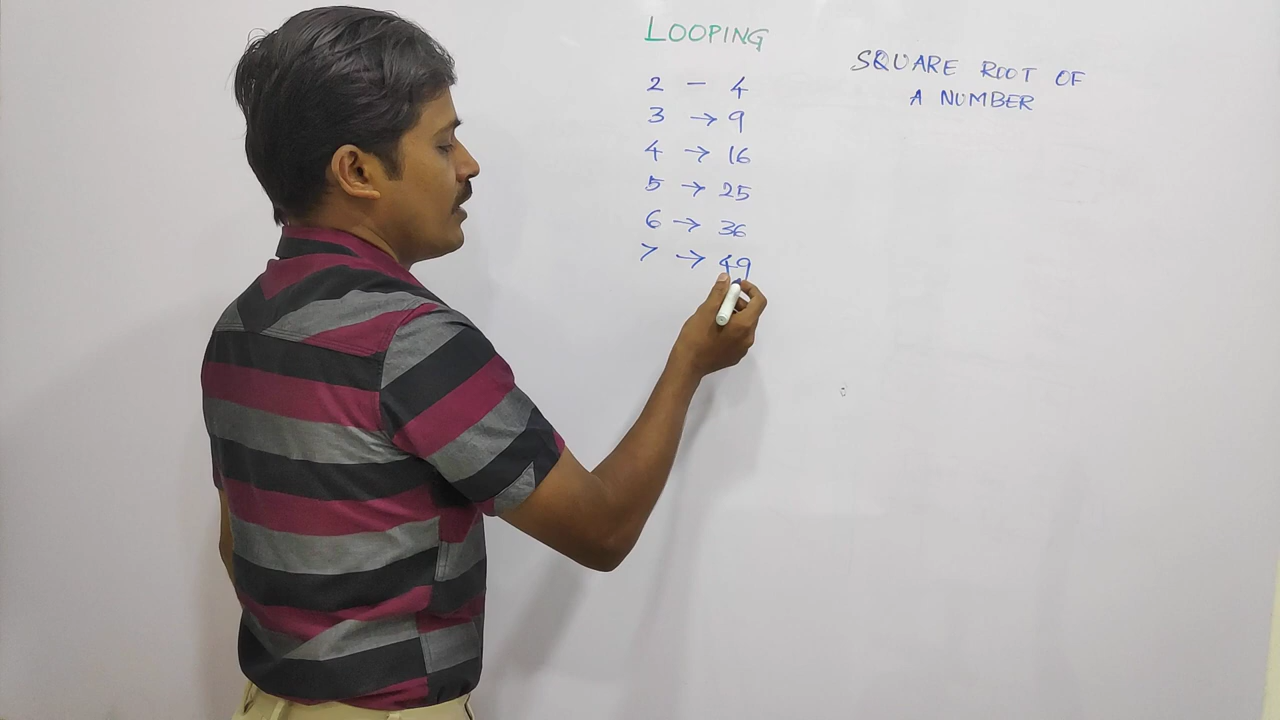 LOOPING
2 - 4
3 → 9
4 → 16
5 → 25
6 → 36
7 → 49
SQUARE ROOT OF
A NUMBER